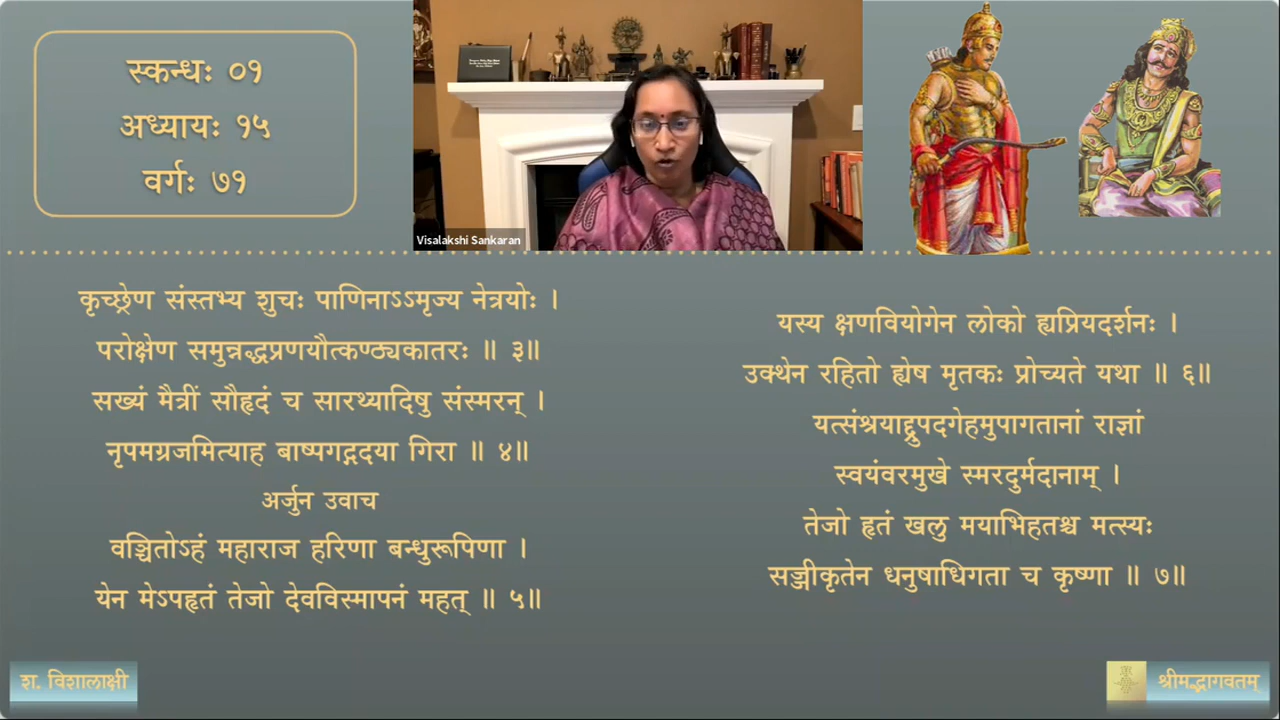 स्कन्धः ०१
अध्यायः १५
वर्गः ७१
Visalakshi Sankaran
कृच्छ्रेण संस्तभ्य शुचः पाणिनाऽऽमृज्य नेत्रयोः ।
परोक्षेण समुन्नद्धप्रणयौत्कण्ठ्यकातरः ॥ ३॥
सख्यं मैत्रीं सौहृदं च सारथ्यादिषु संस्मरन् ।
नृपमग्रजमित्याह बाष्पगद्गदया गिरा ॥ ४॥
अर्जुन उवाच
वञ्चितोऽहं महाराज हरिणा बन्धुरूपिणा ।
येन मेऽपहृतं तेजो देवविस्मापनं महत् ॥ ५॥
यस्य क्षणवियोगेन लोको ह्यप्रियदर्शनः ।
उक्थेन रहितो ह्येष मृतकः प्रोच्यते यथा ॥ ६॥
यत्संश्रयाद्द्रुपदगेहमुपागतानां राज्ञां
स्वयंवरमुखे स्मरदुर्मदानाम् ।
तेजो हृतं खलु मयाभिहतश्च मत्स्यः
सज्जीकृतेन धनुषाधिगता च कृष्णा ॥ ७॥
श. विशालाक्षी
श्रीमद्भागवतम्